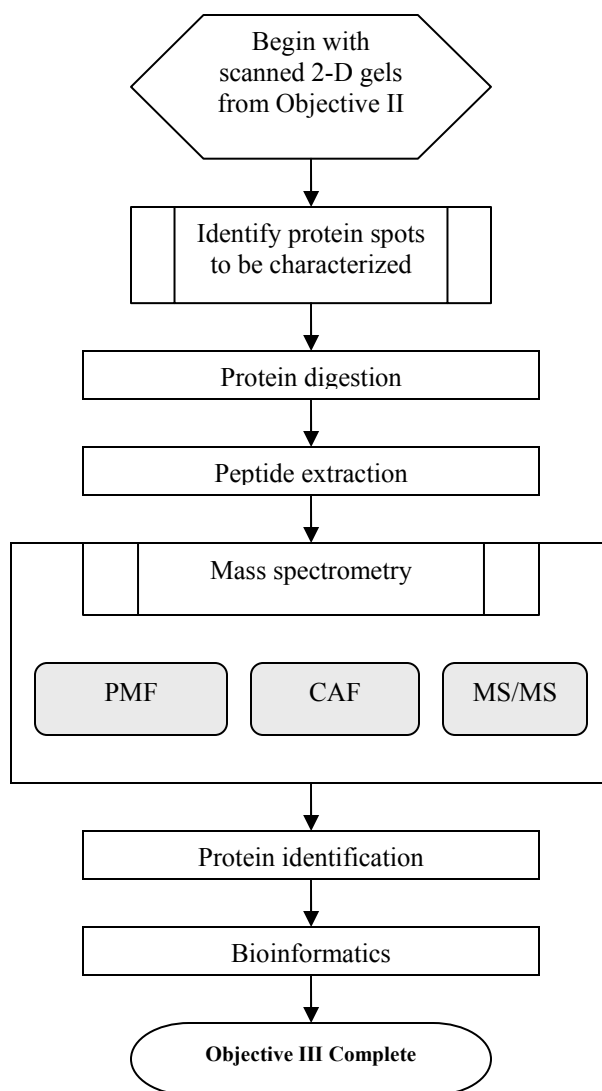 Begin with
scanned 2-D gels
from Objective II
Identify protein spots
to be characterized
Protein digestion
Peptide extraction
Mass spectrometry
PMF
CAF
MS/MS
Protein identification
Bioinformatics
Objective III Complete